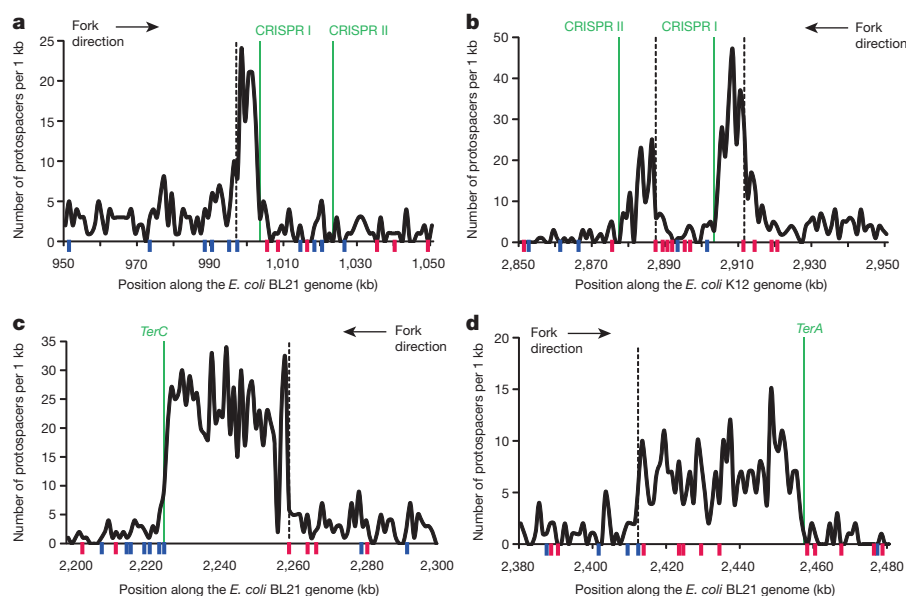 a
Fork direction
CRISPR I
CRISPR II
Number of protospacers per 1 kb
25
20
15
10
5
0
950
970
990
1,010
1,030
1,050
Position along the E. coli BL21 genome (kb)
b
CRISPR II
CRISPR I
Fork direction
Number of protospacers per 1 kb
50
40
30
20
10
0
2,850
2,870
2,890
2,910
2,930
2,950
Position along the E. coli K12 genome (kb)
c
TerC
Fork direction
Number of protospacers per 1 kb
35
30
25
20
15
10
5
0
2,200
2,220
2,240
2,260
2,280
2,300
Position along the E. coli BL21 genome (kb)
d
Fork direction
TerA
Number of protospacers per 1 kb
20
15
10
5
0
2,380
2,400
2,420
2,440
2,460
2,480
Position along the E. coli BL21 genome (kb)